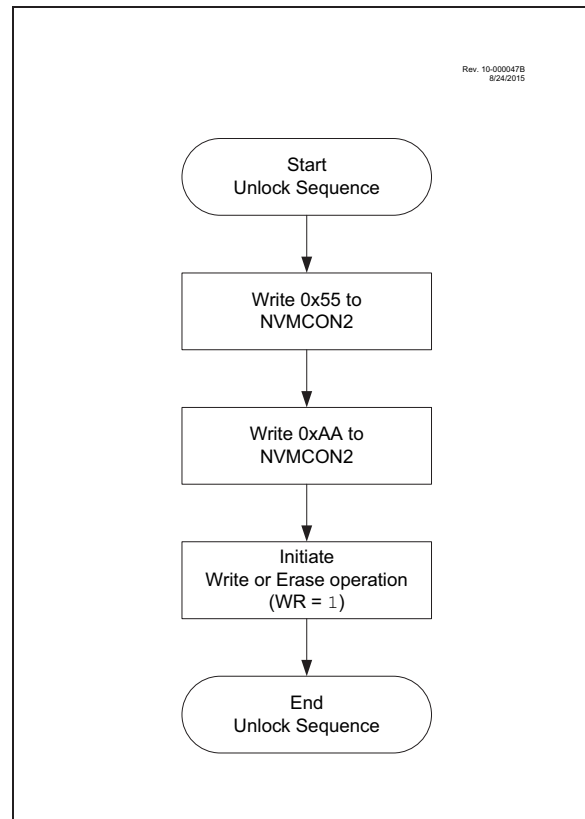 Rev. 10-000047B
8/24/2015
Start
Unlock Sequence
Write 0x55 to
NVMCON2
Write 0xAA to
NVMCON2
Initiate
Write or Erase operation
(WR = 1)
End
Unlock Sequence